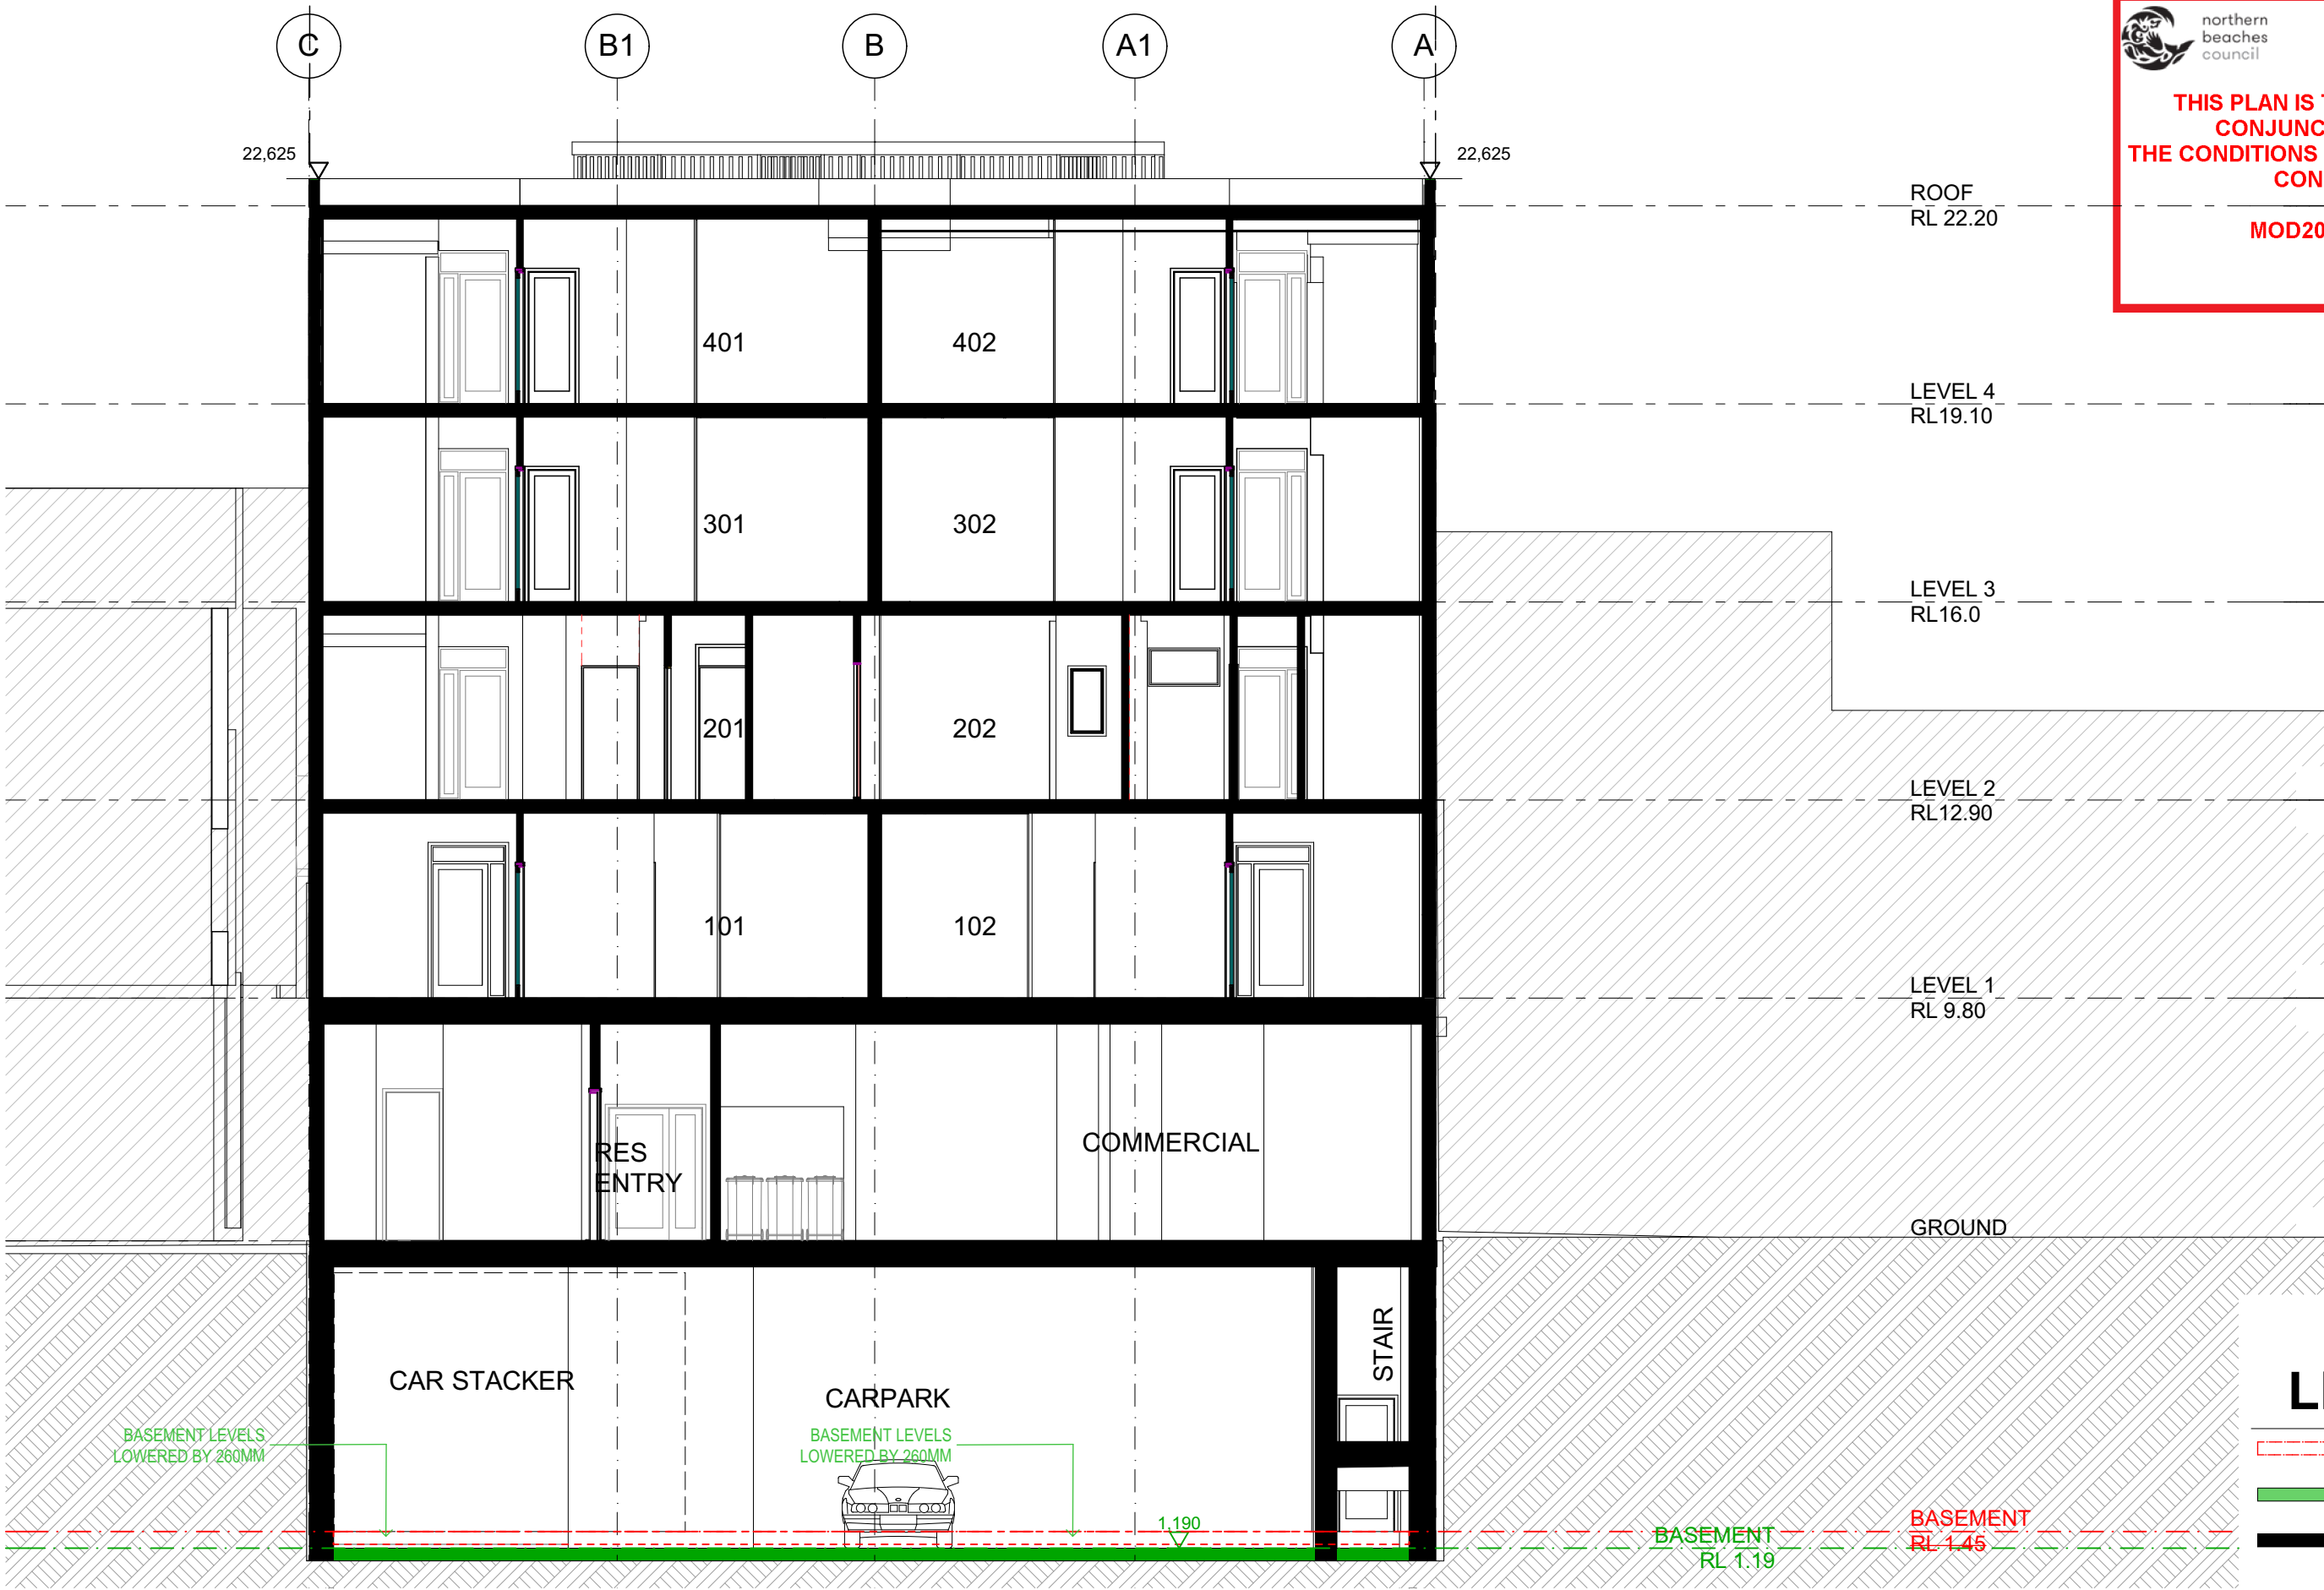 C
B1
B
A1
A
northern
beaches
council
THIS PLAN IS
CONJUNC
THE CONDITIONS
CON
MOD20
22,625
22,625
ROOF
RL 22.20
401
402
LEVEL 4
RL19.10
301
302
LEVEL 3
RL16.0
201
202
LEVEL 2
RL12.90
101
102
LEVEL 1
RL 9.80
RES
ENTRY
COMMERCIAL
GROUND
STAIR
CAR STACKER
CARPARK
BASEMENT LEVELS
LOWERED BY 260MM
BASEMENT LEVELS
LOWERED BY 260MM
1,190
BASEMENT
RL 1.19
BASEMENT
RL 1.45